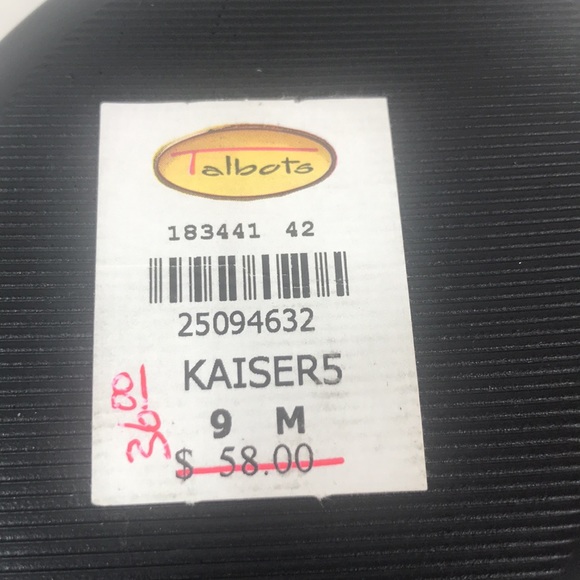 Talbots
183441 42
25094632
KAISER5
9 M
$ 58.00
36.00